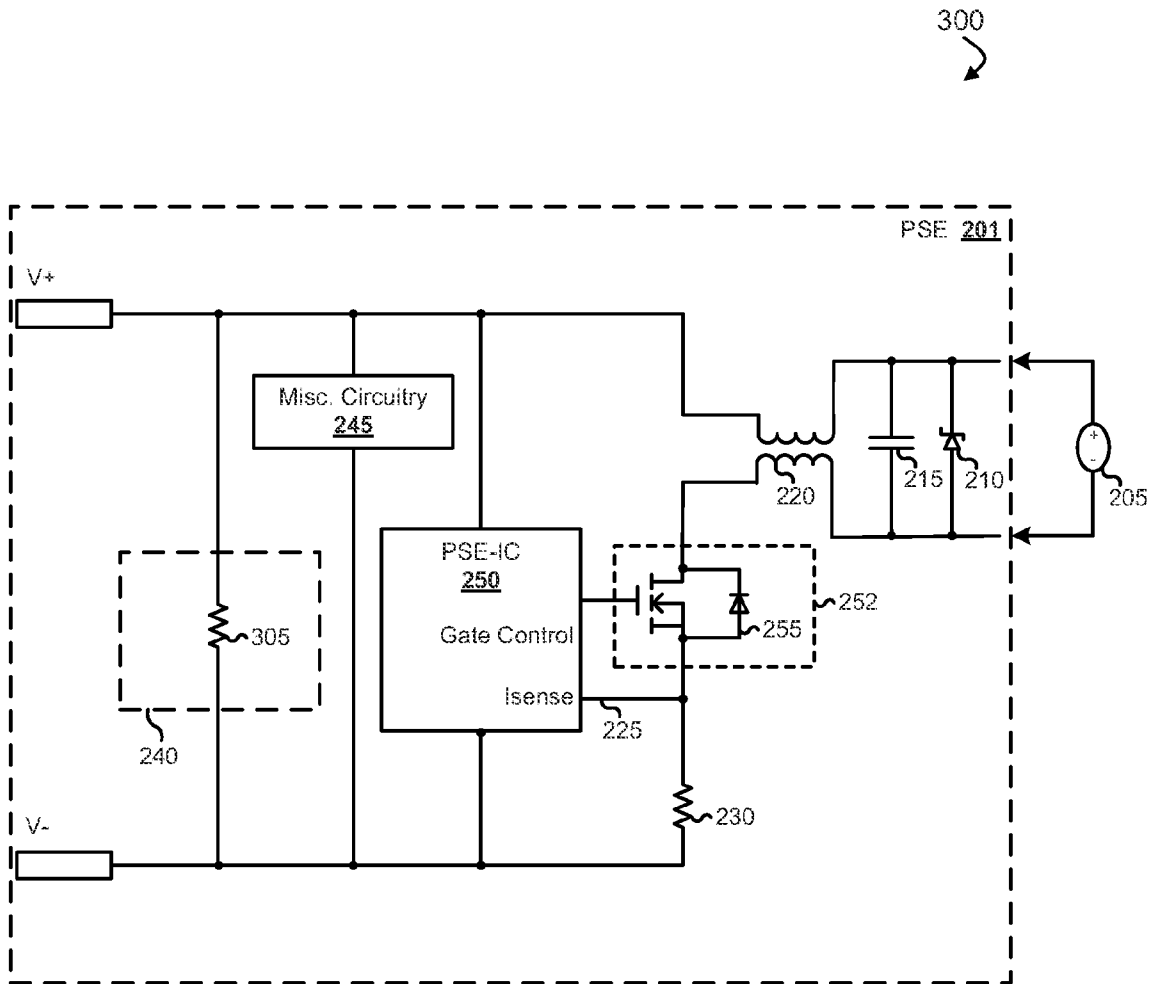 300
PSE 201
V+
Misc. Circuitry
245
220
215
210
205
PSE-IC
250
252
255
305
Gate Control
Isense
225
240
230
V-
+
-